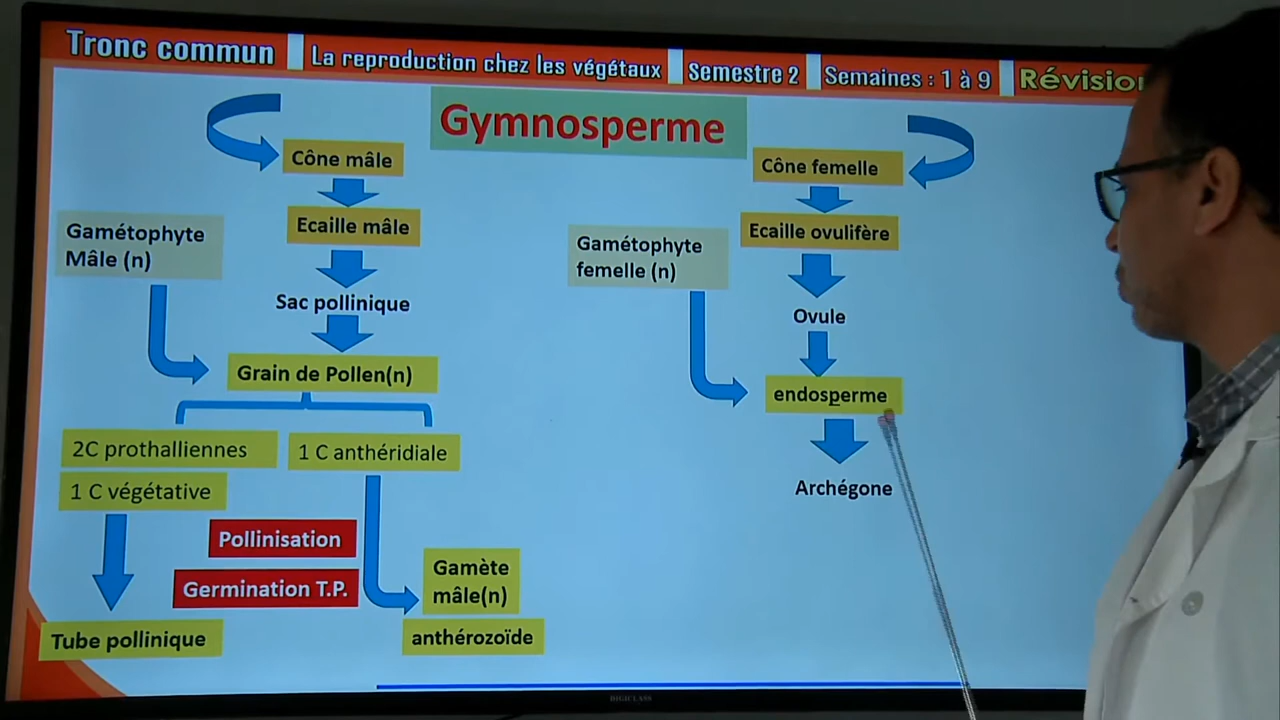 Tronc commun
La reproduction chez les végétaux
Semestre 2
Semaines : 1 à 9
Gymnosperme
Cône mâle
Ecaille mâle
Gamétophyte
Mâle (n)
Sac pollinique
Grain de Pollen(n)
2C prothalliennes
1 C anthéridiale
1 C végétative
Pollinisation
Germination T.P.
Gamète
mâle(n)
Tube pollinique
anthérozoïde
Cône femelle
Ecaille ovulifère
Gamétophyte
femelle (n)
Ovule
endosperme
Archégone